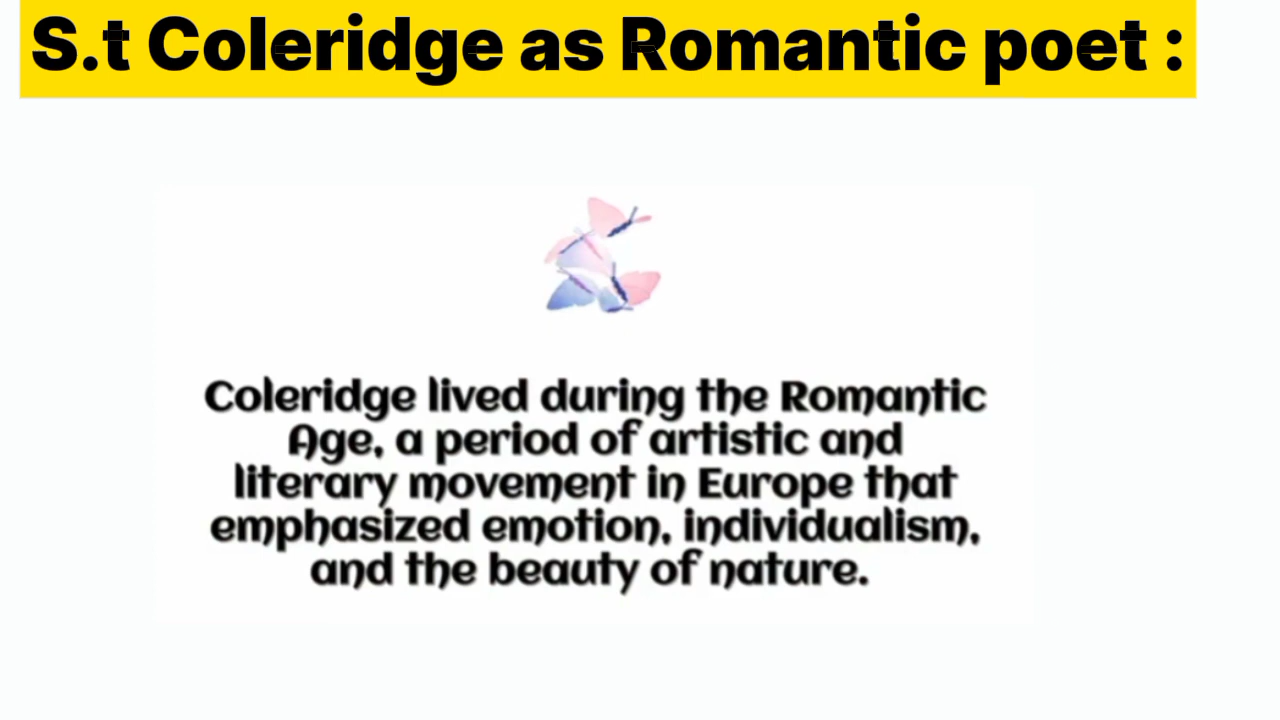 S.t Coleridge as Romantic poet :
Coleridge lived during the Romantic
Age, a period of artistic and
literary movement in Europe that
emphasized emotion, individualism,
and the beauty of nature.